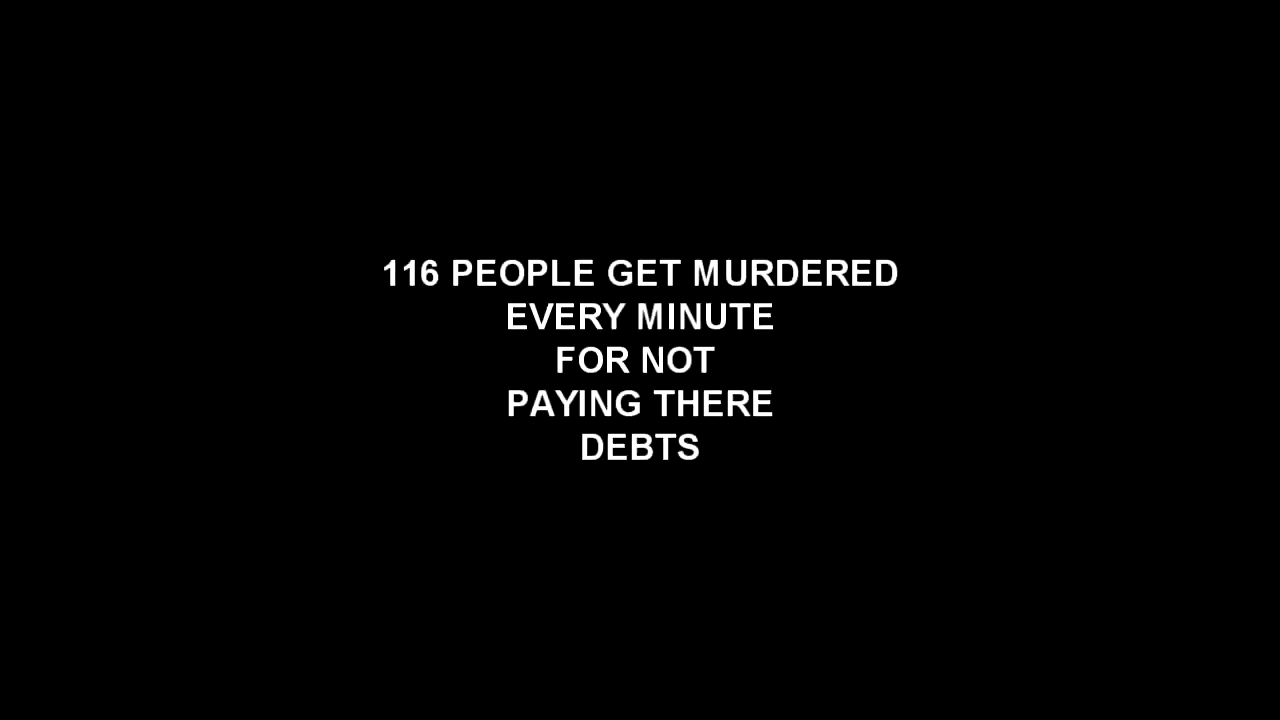 116 PEOPLE GET MURDERED
EVERY MINUTE
FOR NOT
PAYING THERE
DEBTS